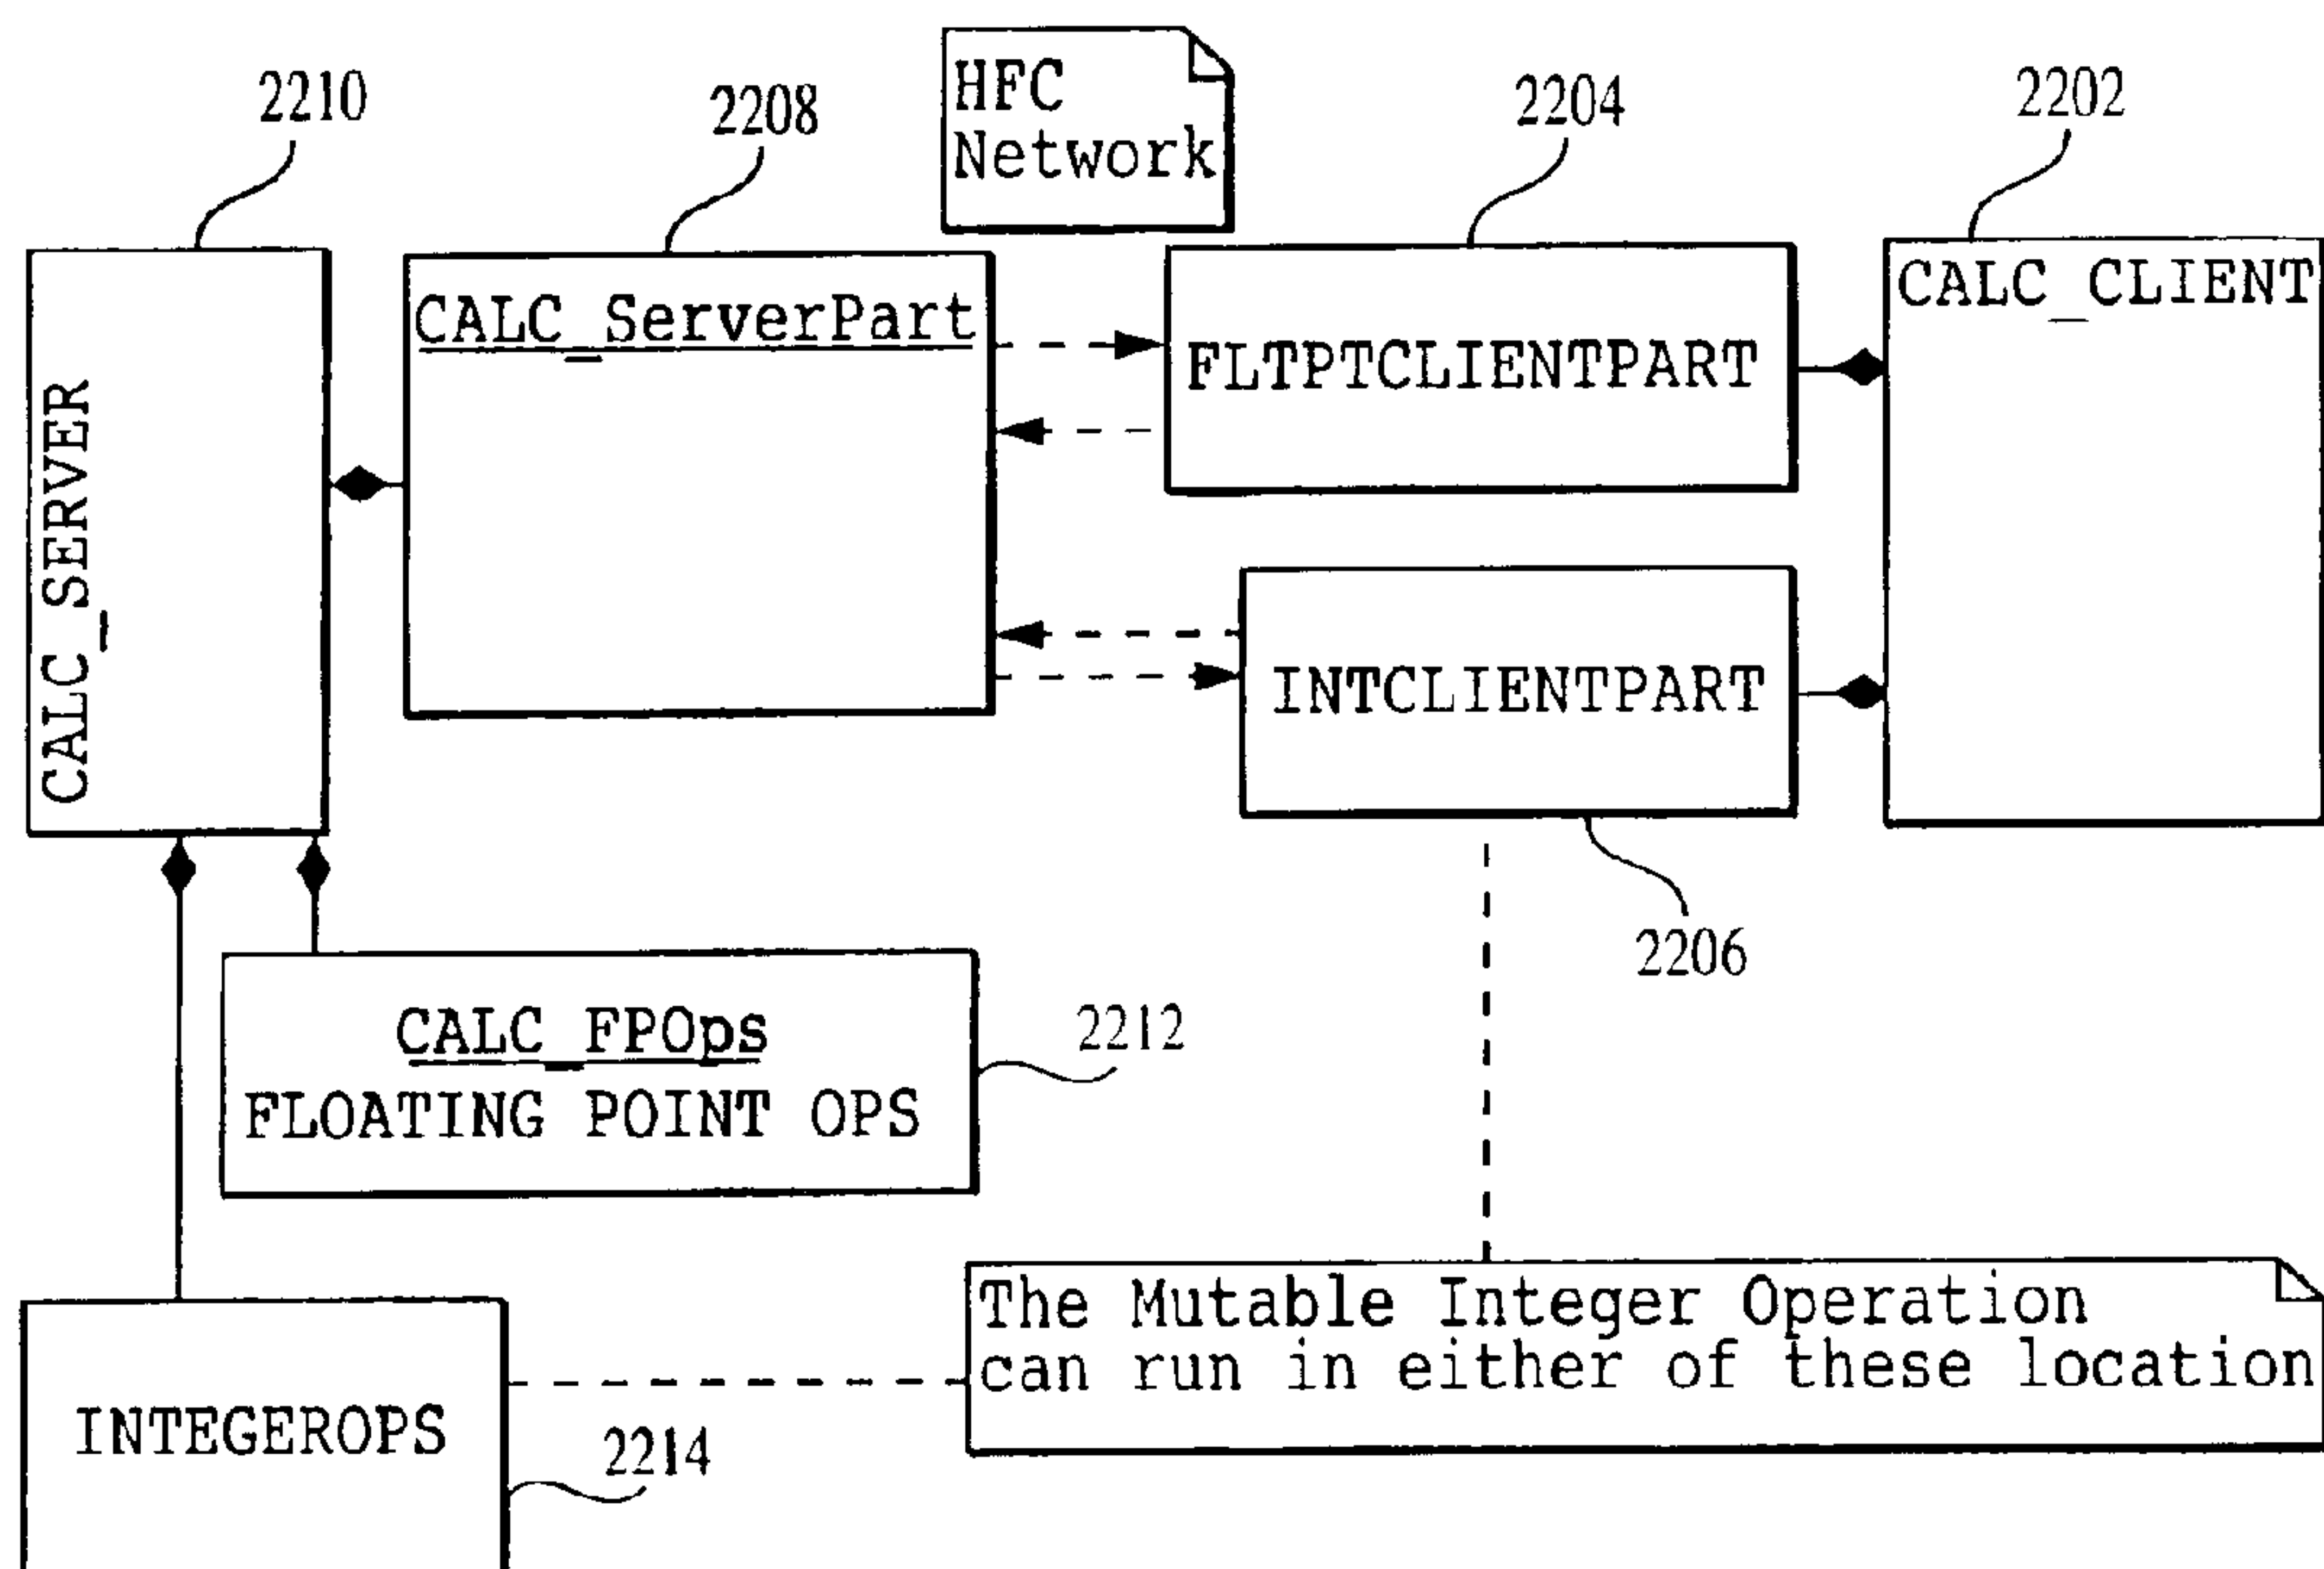 HFC
Network
2210
2208
2204
2202
CALC_SERVER
CALC_ServerPart
FLTPTCLIENTPART
CALC_CLIENT
INTCLIENTPART
2206
CALC_FPOps
FLOATING POINT OPS
2212
The Mutable Integer Operation
can run in either of these location
INTEGEROPS
2214